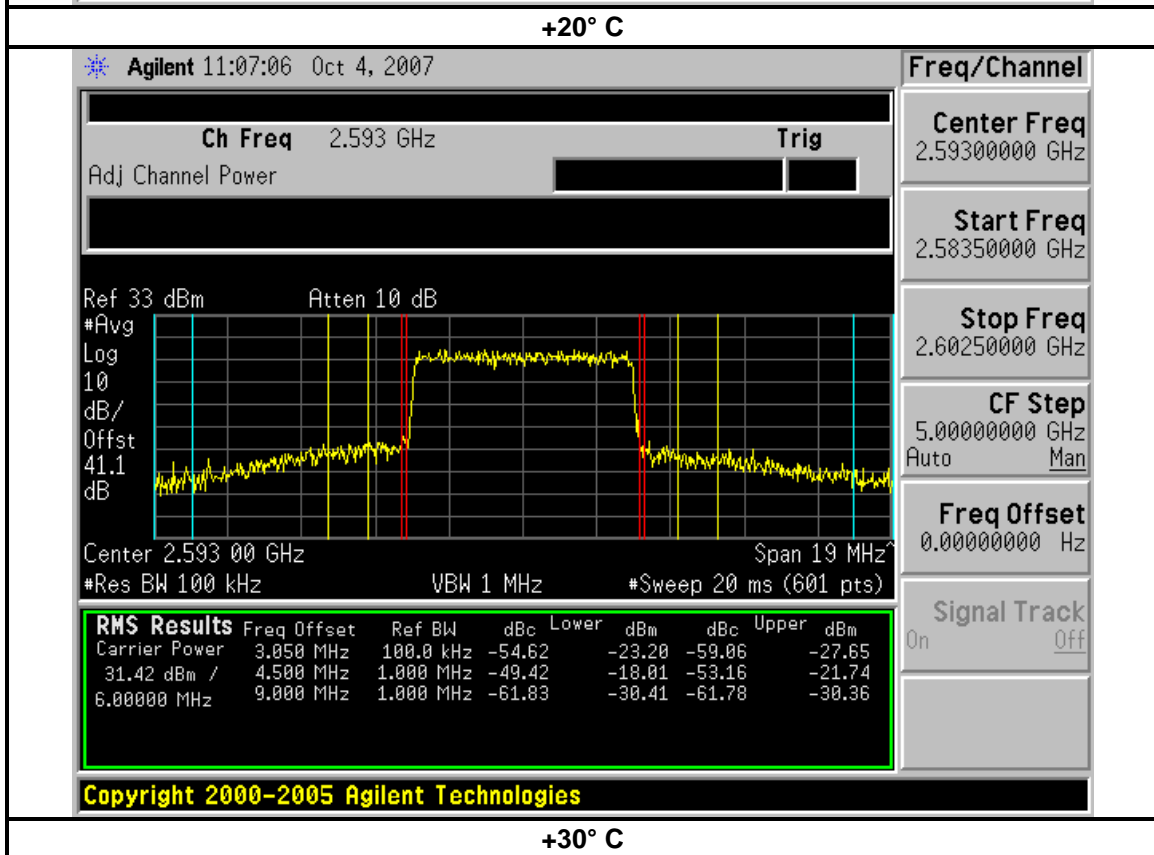 +20° C
Agilent 11:07:06 Oct 4, 2007
Freq/Channel
Ch Freq 2.593 GHz Trig
Adj Channel Power
Center Freq
2.59300000 GHz
Start Freq
2.58350000 GHz
Stop Freq
2.60250000 GHz
CF Step
5.00000000 GHz
Auto Man
Freq Offset
0.00000000 Hz
Signal Track
On Off
Ref 33 dBm Atten 10 dB
#Avg
Log
10
dB/
Offst
41.1
dB
Center 2.593 00 GHz Span 19 MHz^
#Res BW 100 kHz VBW 1 MHz #Sweep 20 ms (601 pts)
RMS Results Freq Offset Ref BW dBc Lower dBm dBc Upper dBm
Carrier Power 3.050 MHz 100.0 kHz -54.62 -23.20 -59.06 -27.65
31.42 dBm / 4.500 MHz 1.000 MHz -49.42 -18.01 -53.16 -21.74
6.00000 MHz 9.000 MHz 1.000 MHz -61.83 -30.41 -61.78 -30.36
Copyright 2000-2005 Agilent Technologies
+30° C